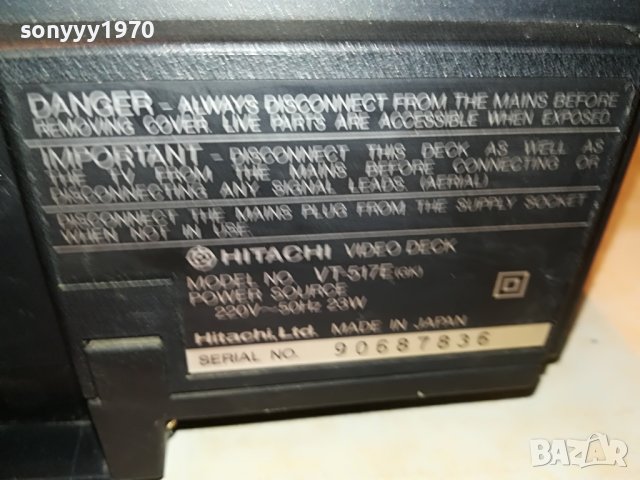 sonyyy1970
DANGER - ALWAYS DISCONNECT FROM THE MAINS BEFORE
REMOVING COVER. LIVE PARTS ARE ACCESSIBLE WHEN EXPOSED
IMPORTANT - DISCONNECT THIS DECK AS WELL AS
THE TV FROM THE MAINS BEFORE CONNECTING OR
DISCONNECTING ANY SIGNAL LEADS (AERIAL)
DISCONNECT THE MAINS PLUG FROM THE SUPPLY SOCKET
WHEN NOT IN USE.
HITACHI VIDEO DECK
MODEL NO. VT-517E(GK)
POWER SOURCE
220V~50Hz 23W
Hitachi,Ltd. MADE IN JAPAN
SERIAL NO. 90687836
BAZAR